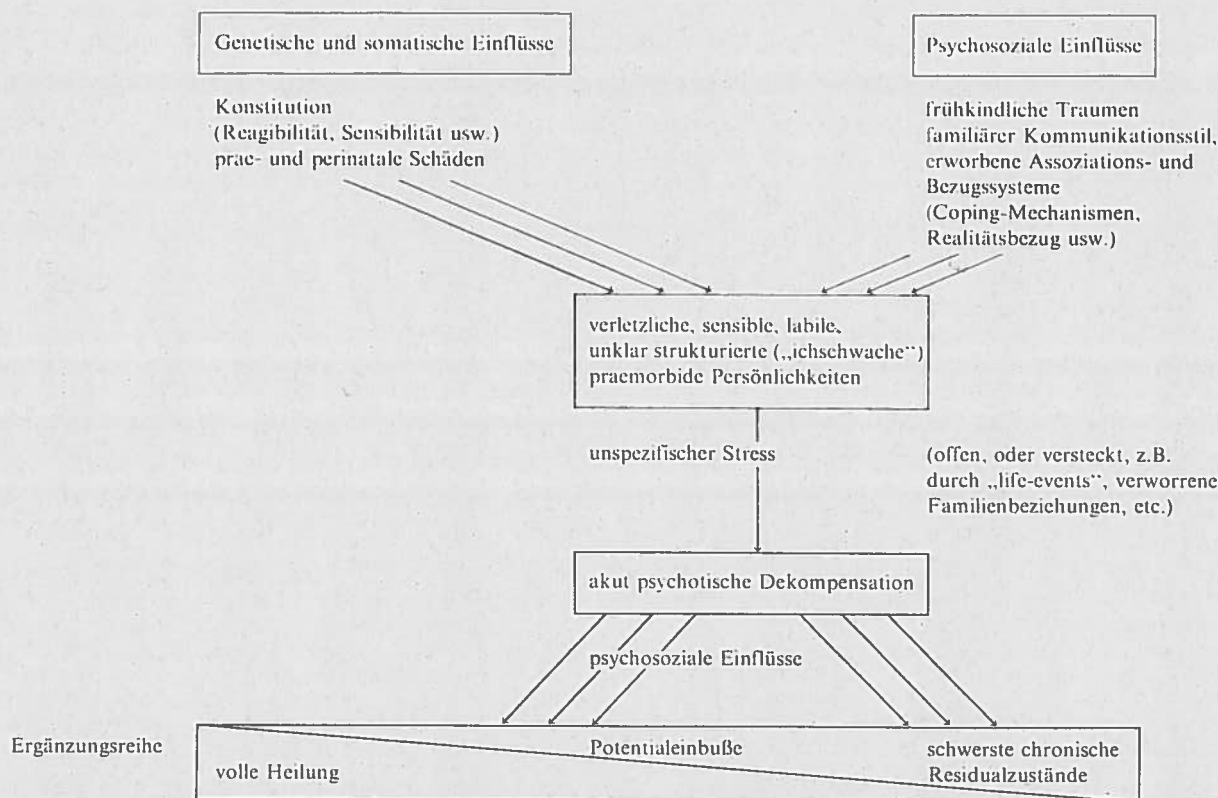 Genetische und somatische Einflüsse
Psychosoziale Einflüsse
Konstitution
(Reagibilität, Sensibilität usw.)
prae- und perinatale Schäden
frühkindliche Traumen
familiärer Kommunikationsstil,
erworbene Assoziations- und
Bezugssysteme
(Coping-Mechanismen,
Realitätsbezug usw.)
verletzliche, sensible, labile,
unklar strukturierte („ichschwache“)
praemorbide Persönlichkeiten
unspezifischer Stress
(offen, oder versteckt, z.B.
durch „life-events“, verworrene
Familienbeziehungen, etc.)
akut psychotische Dekompensation
psychosoziale Einflüsse
Ergänzungsreihe
volle Heilung
Potentialeinbuße
schwerste chronische
Residualzustände